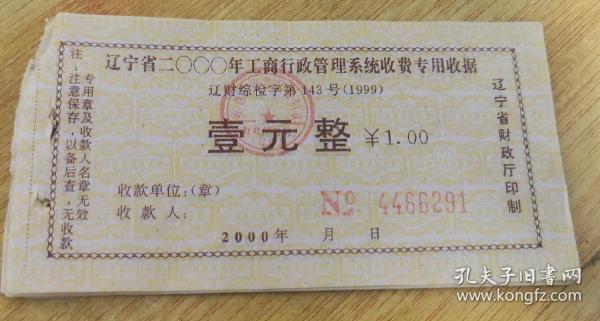 辽宁省二〇〇〇年工商行政管理系统收费专用收据
辽财综检字第143号(1999)
壹元整 ¥1.00
收款单位:(章)
收款人:
№ 4466291
2000年 月 日
辽宁省财政厅印制
注:专用章及收款人名章无效
注意保存,以备后查,无收款
孔夫子旧书网
www.kongfz.com